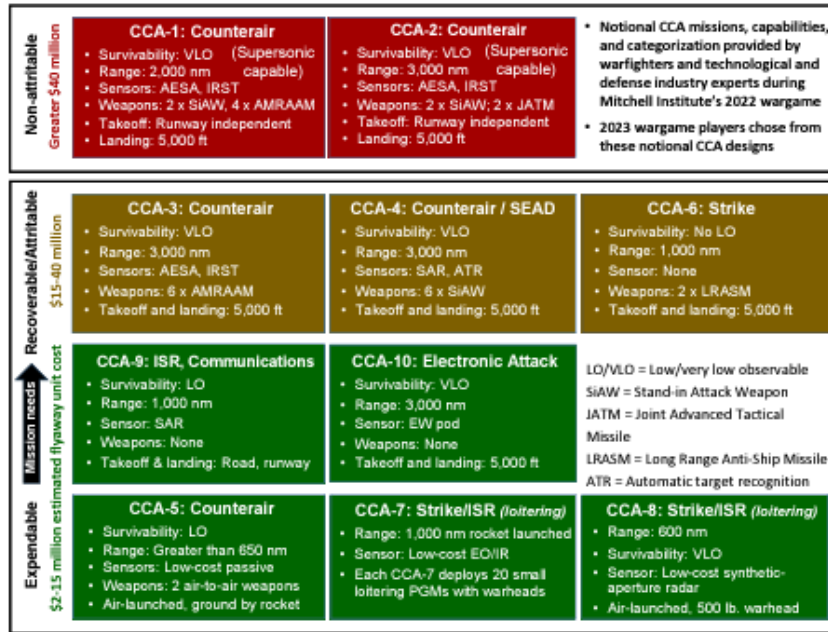 Non-attritable
Greater $40 million
CCA-1: Counterair
• Survivability: VLO (Supersonic
• Range: 2,000 nm capable)
• Sensors: AESA, IRST
• Weapons: 2 x SiAW, 4 x AMRAAM
• Takeoff: Runway independent
• Landing: 5,000 ft
CCA-2: Counterair
• Survivability: VLO (Supersonic
• Range: 3,000 nm capable)
• Sensors: AESA, IRST
• Weapons: 2 x SiAW; 2 x JATM
• Takeoff: Runway independent
• Landing: 5,000 ft
• Notional CCA missions, capabilities,
and categorization provided by
warfighters and technological and
defense industry experts during
Mitchell Institute's 2022 wargame
• 2023 wargame players chose from
these notional CCA designs
Recoverable/Attritable
$15-40 million
CCA-3: Counterair
• Survivability: VLO
• Range: 3,000 nm
• Sensors: AESA, IRST
• Weapons: 6 x AMRAAM
• Takeoff and landing: 5,000 ft
CCA-4: Counterair / SEAD
• Survivability: VLO
• Range: 3,000 nm
• Sensors: SAR, ATR
• Weapons: 6 x SiAW
• Takeoff and landing: 5,000 ft
CCA-6: Strike
• Survivability: No LO
• Range: 1,000 nm
• Sensor: None
• Weapons: 2 x LRASM
• Takeoff and landing: 5,000 ft
Mission needs
$2-15 million estimated flyaway unit cost
CCA-9: ISR, Communications
• Survivability: LO
• Range: 1,000 nm
• Sensor: SAR
• Weapons: None
• Takeoff & landing: Road, runway
CCA-10: Electronic Attack
• Survivability: VLO
• Range: 3,000 nm
• Sensor: EW pod
• Weapons: None
• Takeoff and landing: 5,000 ft
LO/VLO = Low/very low observable
SiAW = Stand-in Attack Weapon
JATM = Joint Advanced Tactical
Missile
LRASM = Long Range Anti-Ship Missile
ATR = Automatic target recognition
Expendable
CCA-5: Counterair
• Survivability: LO
• Range: Greater than 650 nm
• Sensors: Low-cost passive
• Weapons: 2 air-to-air weapons
• Air-launched, ground by rocket
CCA-7: Strike/ISR (loitering)
• Range: 1,000 nm rocket launched
• Sensor: Low-cost EO/IR
• Each CCA-7 deploys 20 small
loitering PGMs with warheads
CCA-8: Strike/ISR (loitering)
• Range: 600 nm
• Survivability: VLO
• Sensor: Low-cost synthetic-
aperture radar
• Air-launched, 500 lb. warhead